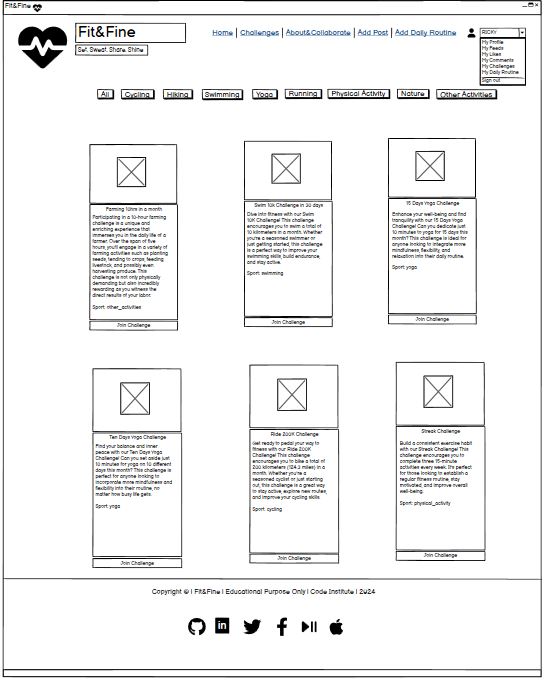 Fit&Fine
Fit&Fine
Set. Sweat. Share. Shine
Home | Challenges | About&Collaborate | Add Post | Add Daily Routine
RICKY
My Profile
My Feeds
My Likes
My Comments
My Challenges
My Daily Routine
Sign out
All
Cycling
Hiking
Swimming
Yoga
Running
Physical Activity
Nature
Other Activities
Farming 10hrs in a month
Participating in a 10-hour farming
challenge is a unique and
enriching experience that
immerses you in the daily life of a
farmer. Over the span of five
hours, you'll engage in a variety of
farming activities such as planting
seeds, tending to crops, feeding
livestock, and possibly even
harvesting produce. This
challenge is not only physically
demanding but also incredibly
rewarding as you witness the
direct results of your labor.
Sport: other_activities
Join Challenge
Swim 10K Challenge in 30 days
Dive into fitness with our Swim
10K Challenge! This challenge
encourages you to swim a total of
10 kilometers in a month. Whether
you're a seasoned swimmer or
just getting started, this challenge
is a perfect way to improve your
swimming skills, build endurance,
and stay active.
Sport: swimming
Join Challenge
15 Days Yoga Challenge
Enhance your well-being and find
tranquility with our 15 Days Yoga
Challenge! Can you dedicate just
10 minutes to yoga for 15 days this
month? This challenge is ideal for
anyone looking to integrate more
mindfulness, flexibility, and
relaxation into their daily routine.
Sport: yoga
Join Challenge
Ten Days Yoga Challenge
Find your balance and inner
peace with our Ten Days Yoga
Challenge! Can you set aside just
10 minutes for yoga on 10 different
days this month? This challenge is
perfect for anyone looking to
incorporate more mindfulness and
flexibility into their routine, no
matter how busy life gets.
Sport: yoga
Join Challenge
Ride 200K Challenge
Get ready to pedal your way to
fitness with our Ride 200K
Challenge! This challenge
encourages you to bike a total of
200 kilometers (124.3 miles) in a
month. Whether you're a
seasoned cyclist or just starting
out, this challenge is a great way
to stay active, explore new routes,
and improve your cycling skills.
Sport: cycling
Join Challenge
Streak Challenge
Build a consistent exercise habit
with our Streak Challenge! This
challenge encourages you to
complete three 15-minute
activities every week. It's perfect
for those looking to establish a
regular fitness routine, stay
motivated, and improve overall
well-being.
Sport: physical_activity
Join Challenge
Copyright © | Fit&Fine | Educational Purpose Only | Code Institute | 2024